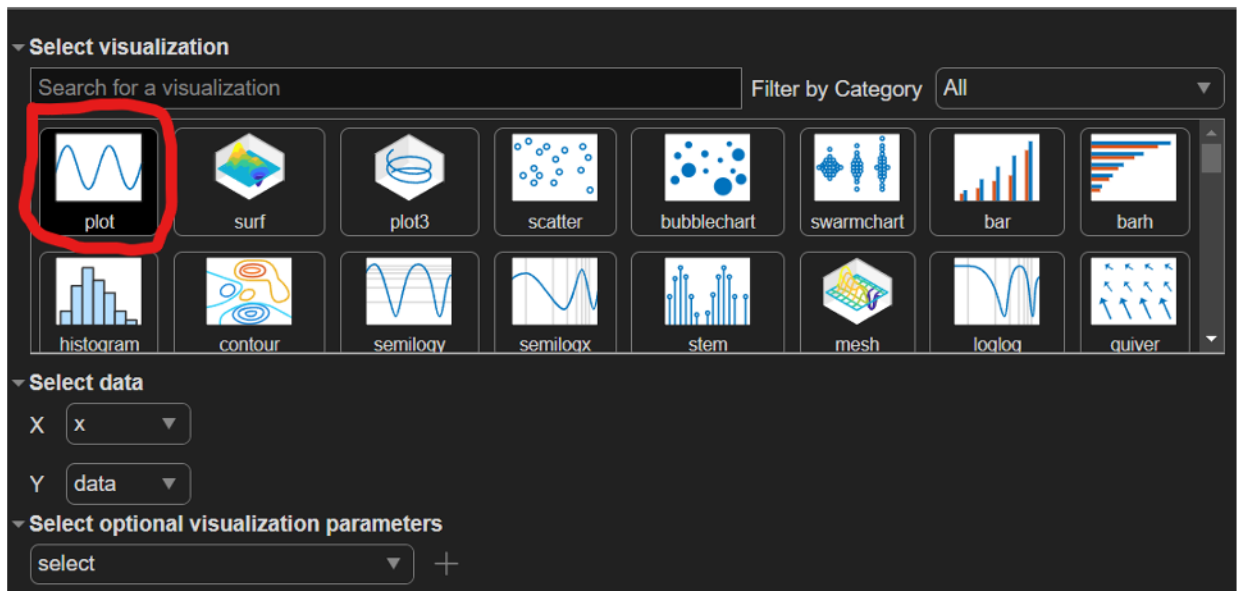 Select visualization
Search for a visualization Filter by Category All
plot surf plot3 scatter bubblechart swarmchart bar barh
histogram contour semilogy semilogx stem mesh loglog quiver
Select data
X x
Y data
Select optional visualization parameters
select